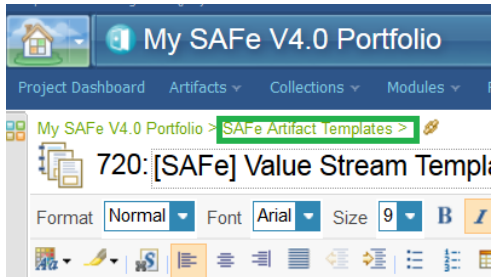 My SAFe V4.0 Portfolio
Project Dashboard Artifacts Collections Modules
My SAFe V4.0 Portfolio > SAFe Artifact Templates >
720: [SAFe] Value Stream Templa
Format Normal Font Arial Size 9 B I